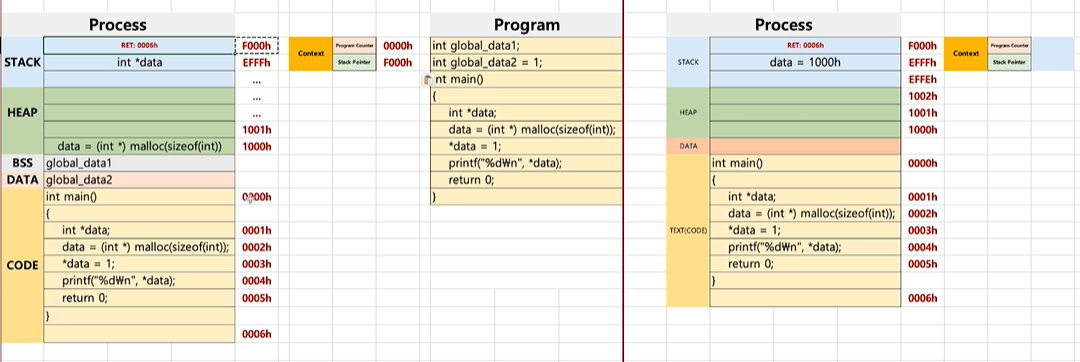 Process
STACK
RET: 0006h
F000h
int *data
EFFFh
...
...
HEAP
...
1001h
data = (int *) malloc(sizeof(int))
1000h
BSS
global_data1
DATA
global_data2
CODE
int main()
{
int *data;
0001h
data = (int *) malloc(sizeof(int));
0002h
*data = 1;
0003h
printf("%d₩n", *data);
0004h
return 0;
0005h
}
0006h
Context
Program Counter
0000h
Stack Pointer
F000h
Program
int global_data1;
int global_data2 = 1;
nt main()
{
int *data;
data = (int *) malloc(sizeof(int));
*data = 1;
printf("%d₩n", *data);
return 0;
}
Process
STACK
RET: 0006h
F000h
data = 1000h
EFFFh
EFFEh
HEAP
1002h
1001h
1000h
DATA
TEXT(CODE)
int main()
0000h
{
int *data;
0001h
data = (int *) malloc(sizeof(int));
0002h
*data = 1;
0003h
printf("%d₩n", *data);
0004h
return 0;
0005h
}
0006h
Context
Program Counter
Stack Pointer